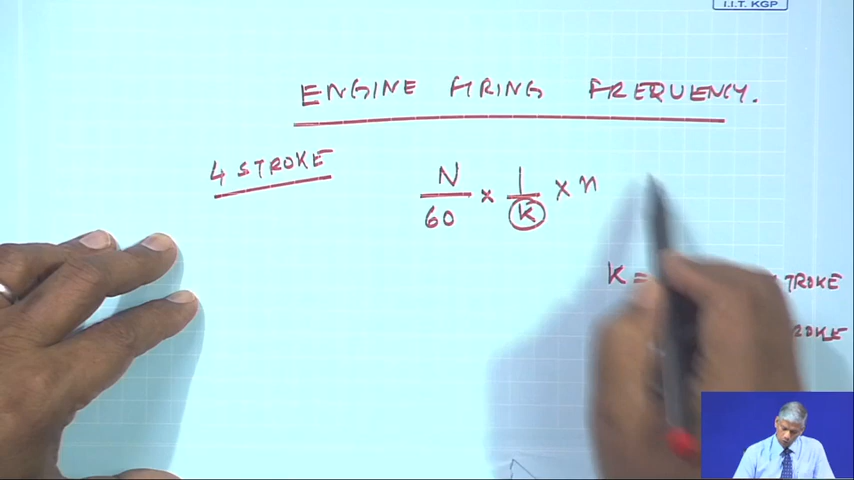 I.I.T. KGP
ENGINE FIRING FREQUENCY.
4 STROKE
N/60 × 1/K × n
K =